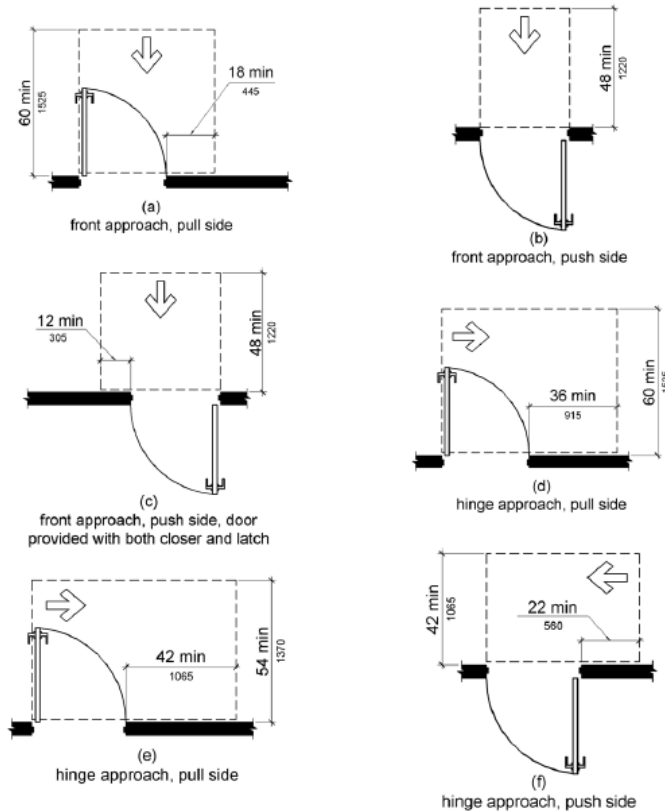 60 min
1525
18 min
445
(a)
front approach, pull side
48 min
1220
(b)
front approach, push side
12 min
305
48 min
1220
(c)
front approach, push side, door
provided with both closer and latch
36 min
915
60 min
1525
(d)
hinge approach, pull side
42 min
1065
54 min
1370
(e)
hinge approach, pull side
42 min
1065
22 min
560
(f)
hinge approach, push side